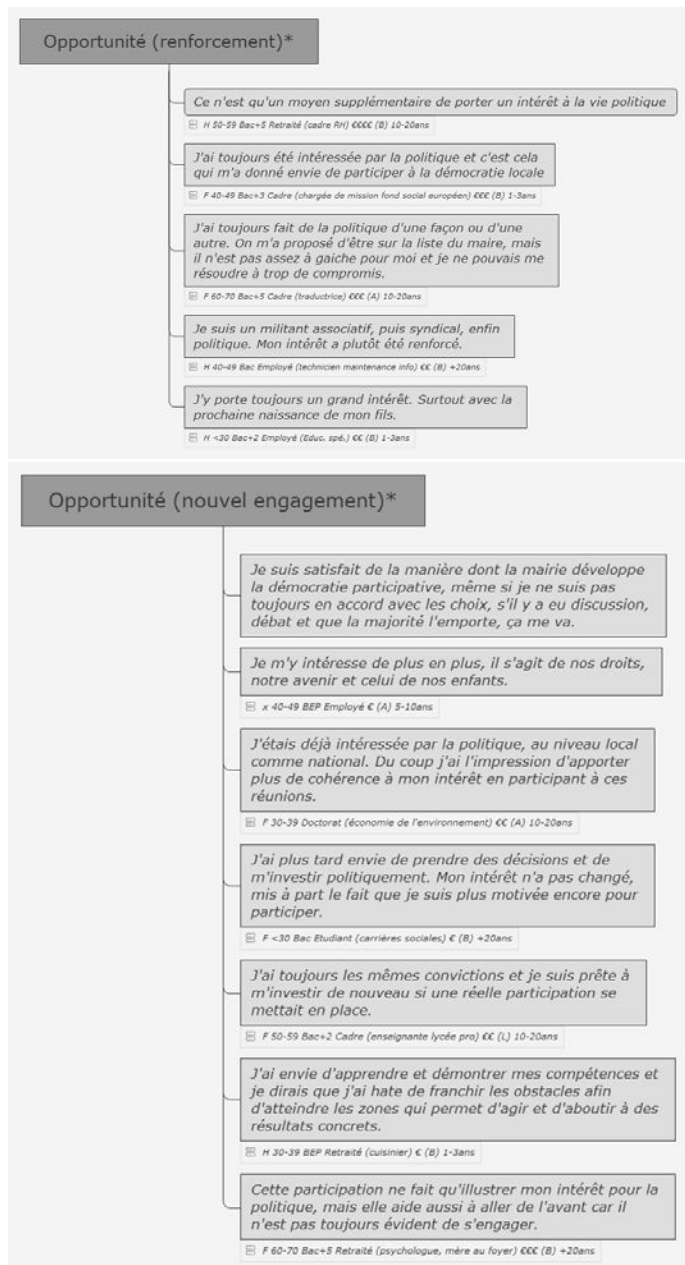 Opportunité (renforcement)*
Ce n'est qu'un moyen supplémentaire de porter un intérêt à la vie politique
H 50-59 Bac+5 Retraité (cadre RH) €€€€ (B) 10-20ans
J'ai toujours été intéressée par la politique et c'est cela
qui m'a donné envie de participer à la démocratie locale
F 40-49 Bac+3 Cadre (chargée de mission fond social européen) €€€ (B) 1-3ans
J'ai toujours fait de la politique d'une façon ou d'une
autre. On m'a proposé d'être sur la liste du maire, mais
il n'est pas assez à gaiche pour moi et je ne pouvais me
résoudre à trop de compromis.
F 60-70 Bac+5 Cadre (traductrice) €€€ (A) 10-20ans
Je suis un militant associatif, puis syndical, enfin
politique. Mon intérêt a plutôt été renforcé.
H 40-49 Bac Employé (technicien maintenance info) €€ (B) +20ans
J'y porte toujours un grand intérêt. Surtout avec la
prochaine naissance de mon fils.
H <30 Bac+2 Employé (Educ. spé.) €€ (B) 1-3ans
Opportunité (nouvel engagement)*
Je suis satisfait de la manière dont la mairie développe
la démocratie participative, même si je ne suis pas
toujours en accord avec les choix, s'il y a eu discussion,
débat et que la majorité l'emporte, ça me va.
Je m'y intéresse de plus en plus, il s'agit de nos droits,
notre avenir et celui de nos enfants.
x 40-49 BEP Employé € (A) 5-10ans
J'étais déjà intéressée par la politique, au niveau local
comme national. Du coup j'ai l'impression d'apporter
plus de cohérence à mon intérêt en participant à ces
réunions.
F 30-39 Doctorat (économie de l'environnement) €€ (A) 10-20ans
J'ai plus tard envie de prendre des décisions et de
m'investir politiquement. Mon intérêt n'a pas changé,
mis à part le fait que je suis plus motivée encore pour
participer.
F <30 Bac Etudiant (carrières sociales) € (B) +20ans
J'ai toujours les mêmes convictions et je suis prête à
m'investir de nouveau si une réelle participation se
mettait en place.
F 50-59 Bac+2 Cadre (enseignante lycée pro) €€ (L) 10-20ans
J'ai envie d'apprendre et démontrer mes compétences et
je dirais que j'ai hate de franchir les obstacles afin
d'atteindre les zones qui permet d'agir et d'aboutir à des
résultats concrets.
H 30-39 BEP Retraité (cuisinier) € (B) 1-3ans
Cette participation ne fait qu'illustrer mon intérêt pour la
politique, mais elle aide aussi à aller de l'avant car il
n'est pas toujours évident de s'engager.
F 60-70 Bac+5 Retraité (psychologue, mère au foyer) €€€ (B) +20ans